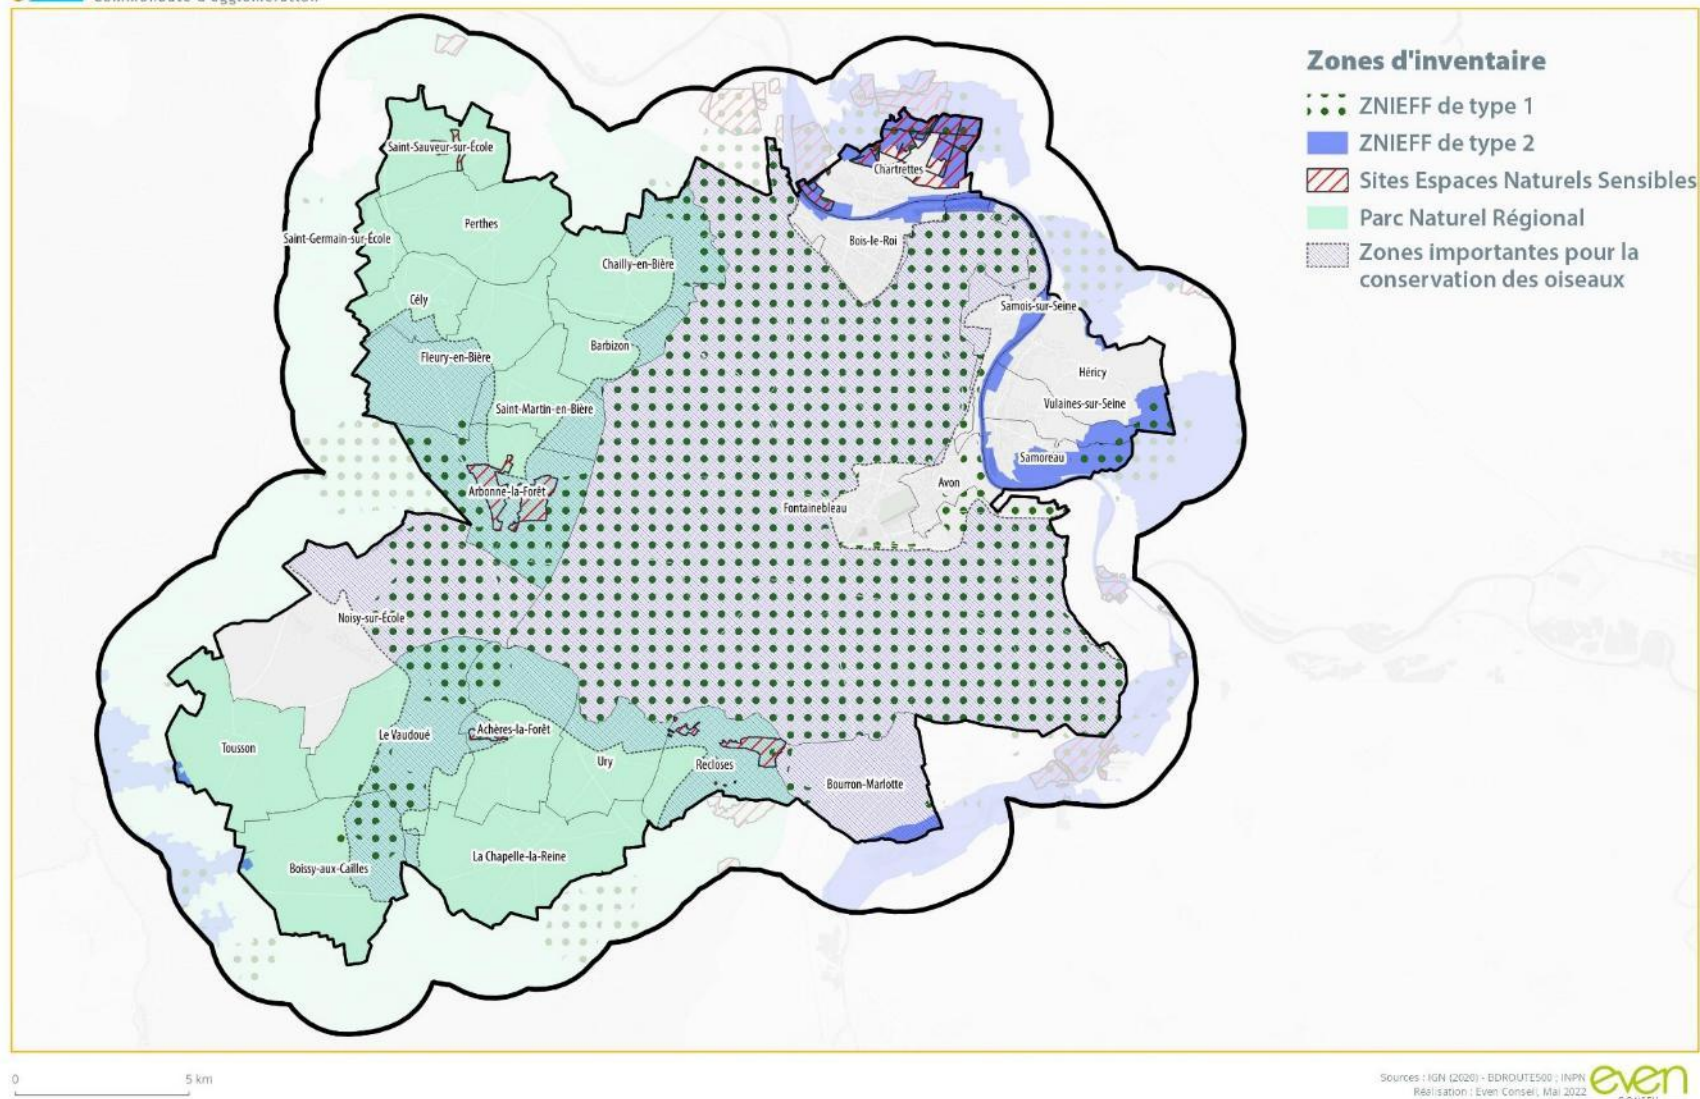 Communauté d'agglomération
Zones d'inventaire
ZNIEFF de type 1
ZNIEFF de type 2
Sites Espaces Naturels Sensibles
Parc Naturel Régional
Zones importantes pour la
conservation des oiseaux
Saint-Sauveur-sur-École
Chartrettes
Perthes
Saint-Germain-sur-École
Bois-le-Roi
Chailly-en-Bière
Cély
Samois-sur-Seine
Barbizon
Fleury-en-Bière
Héricy
Vulaines-sur-Seine
Saint-Martin-en-Bière
Samoreau
Avon
Arbonne-la-Forêt
Fontainebleau
Noisy-sur-École
Achères-la-Forêt
Le Vaudoué
Tousson
Ury
Recloses
Bourron-Marlotte
La Chapelle-la-Reine
Boissy-aux-Cailles
0 5 km
Sources : IGN (2020) - BDROUTE500 ; INPN
Réalisation : Even Conseil, Mai 2022
even